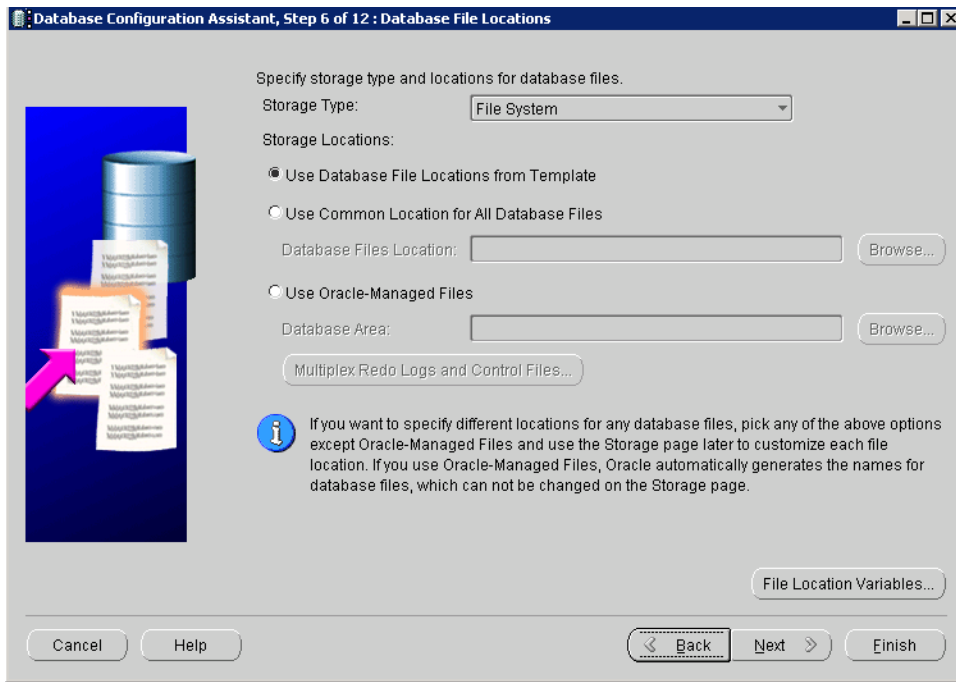 Database Configuration Assistant, Step 6 of 12 : Database File Locations
Specify storage type and locations for database files.
Storage Type:
File System
Storage Locations:
Use Database File Locations from Template
Use Common Location for All Database Files
Database Files Location:
Browse...
Use Oracle-Managed Files
Database Area:
Browse...
Multiplex Redo Logs and Control Files...
If you want to specify different locations for any database files, pick any of the above options
except Oracle-Managed Files and use the Storage page later to customize each file
location. If you use Oracle-Managed Files, Oracle automatically generates the names for
database files, which can not be changed on the Storage page.
File Location Variables...
Cancel
Help
Back
Next
Finish